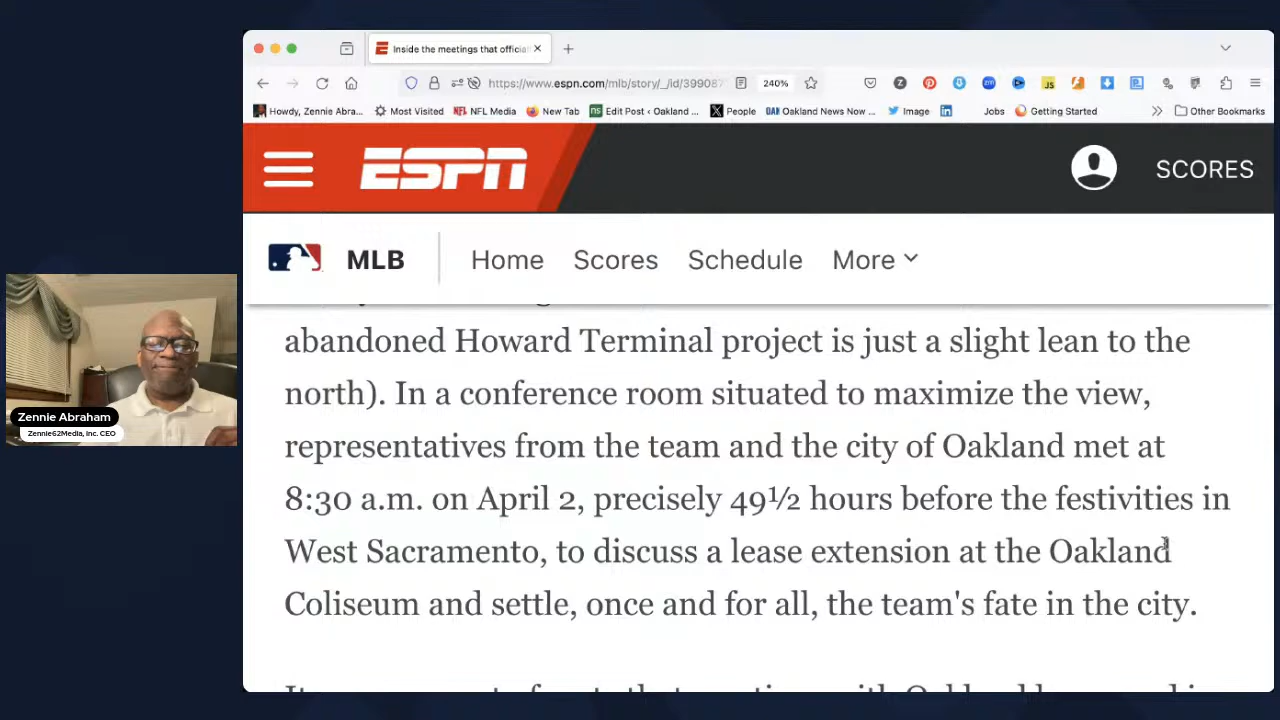 Inside the meetings that officia
https://www.espn.com/mlb/story/_/id/39908
240%
Howdy, Zennie Abra...
Most Visited
NFL Media
New Tab
Edit Post ‹ Oakland ...
People
Oakland News Now ...
Image
Jobs
Getting Started
Other Bookmarks
ESPN
SCORES
MLB
Home
Scores
Schedule
More
abandoned Howard Terminal project is just a slight lean to the
north). In a conference room situated to maximize the view,
representatives from the team and the city of Oakland met at
8:30 a.m. on April 2, precisely 49½ hours before the festivities in
West Sacramento, to discuss a lease extension at the Oakland
Coliseum and settle, once and for all, the team's fate in the city.
Zennie Abraham
Zennie62Media, Inc. CEO